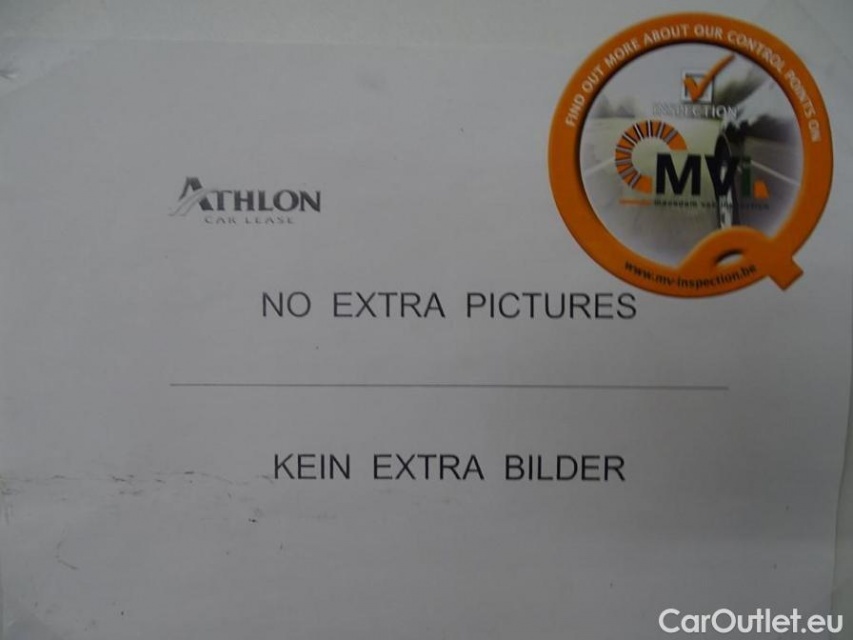 FIND OUT MORE ABOUT OUR CONTROL POINTS ON
INSPECTION
MVI
www.mv-inspection.be
ATHLON
CAR LEASE
NO EXTRA PICTURES
KEIN EXTRA BILDER
CarOutlet.eu